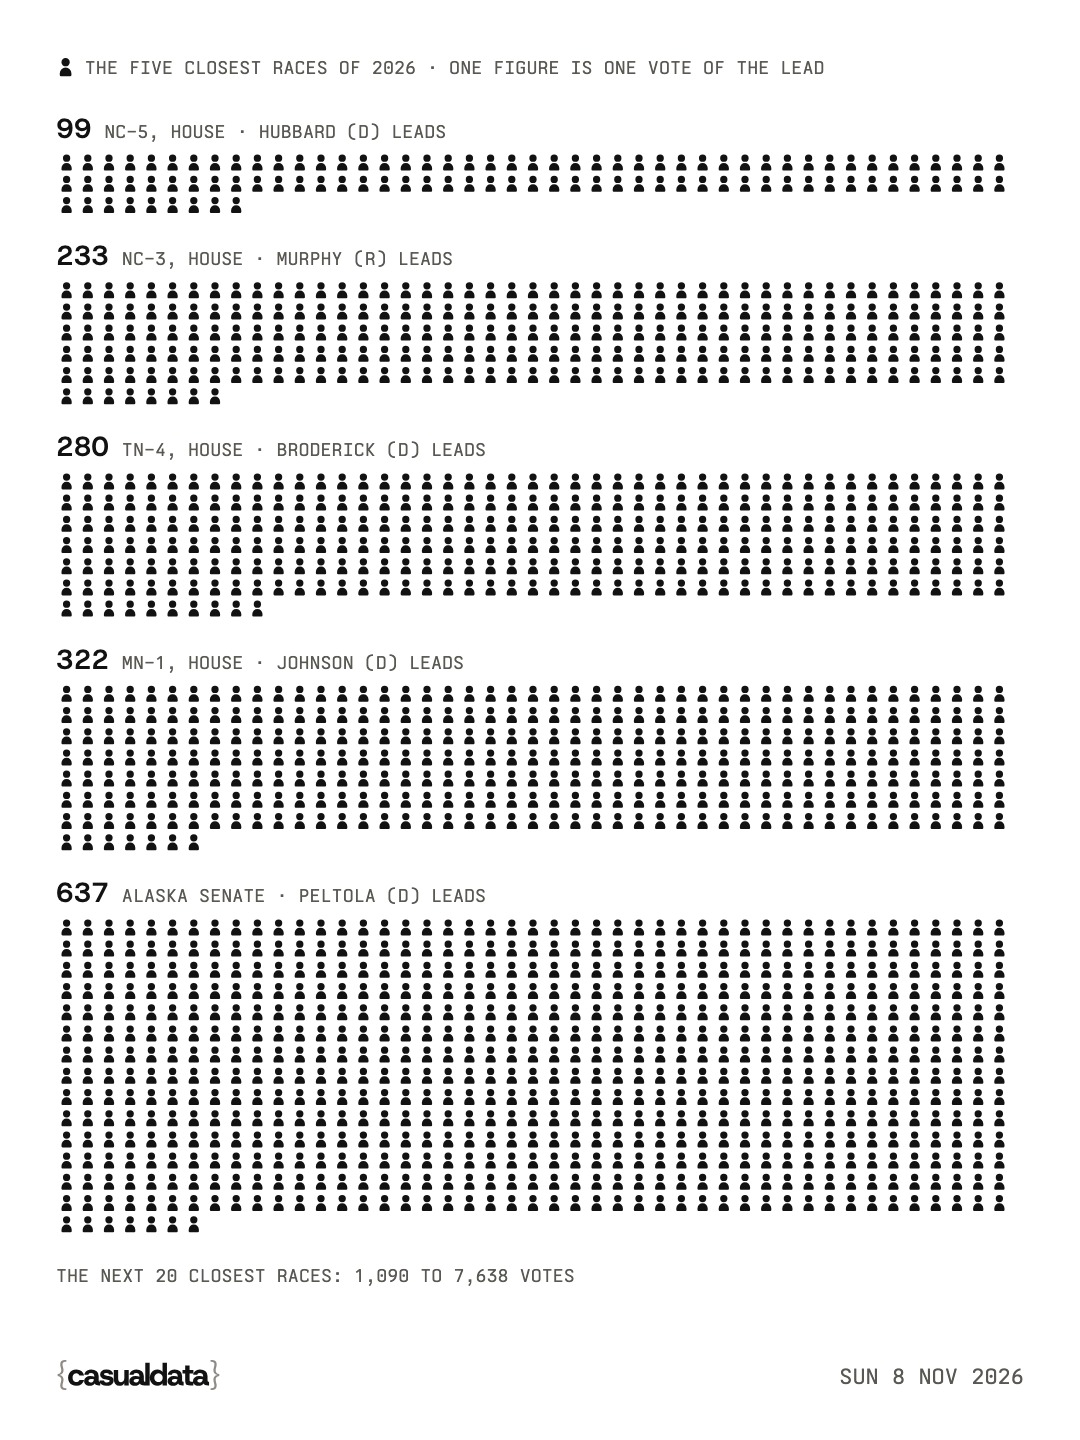 THE FIVE CLOSEST RACES OF 2026 · ONE FIGURE IS ONE VOTE OF THE LEAD
99 NC-5, HOUSE · HUBBARD (D) LEADS
233 NC-3, HOUSE · MURPHY (R) LEADS
280 TN-4, HOUSE · BRODERICK (D) LEADS
322 MN-1, HOUSE · JOHNSON (D) LEADS
637 ALASKA SENATE · PELTOLA (D) LEADS
THE NEXT 20 CLOSEST RACES: 1,090 TO 7,638 VOTES
{casualdata}
SUN 8 NOV 2026